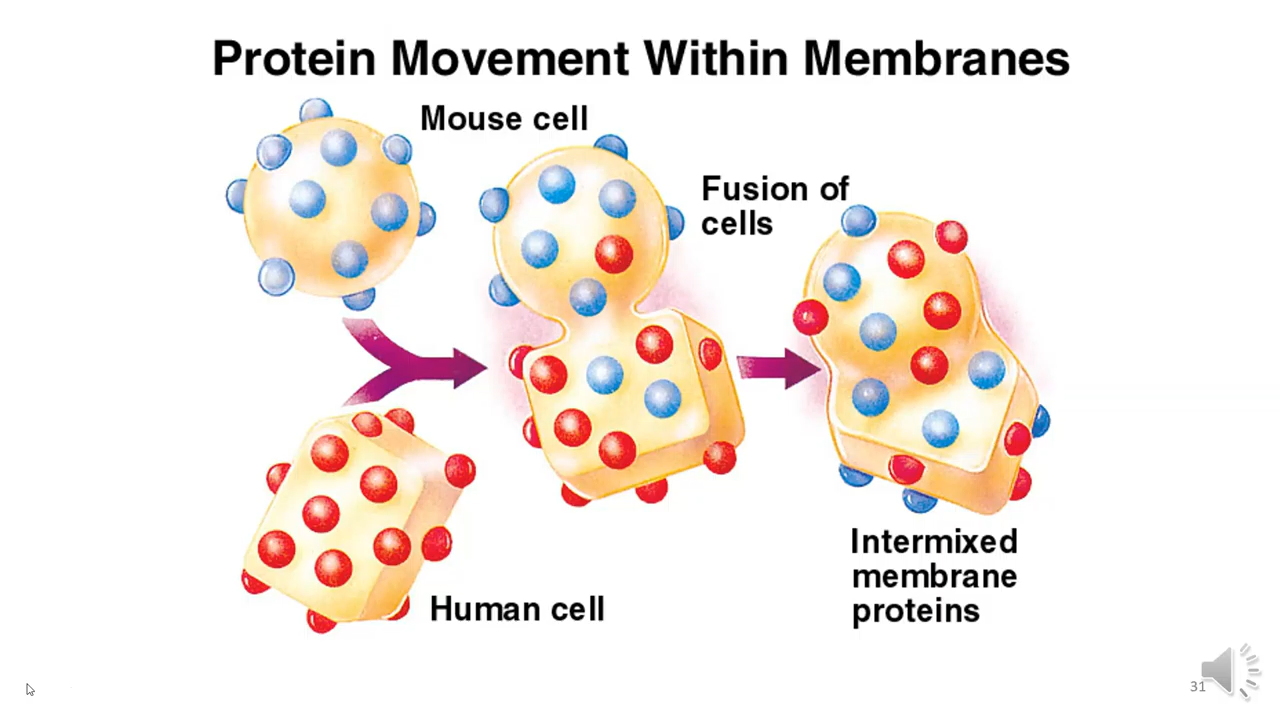 Protein Movement Within Membranes
Mouse cell
Fusion of
cells
Human cell
Intermixed
membrane
proteins
31